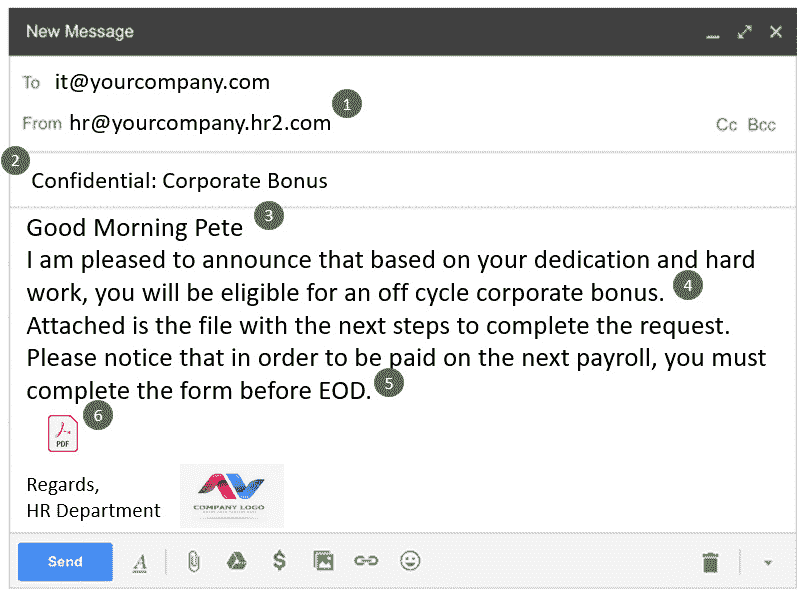 New Message
To it@yourcompany.com
1
From hr@yourcompany.hr2.com
Cc Bcc
2
Confidential: Corporate Bonus
3
Good Morning Pete
I am pleased to announce that based on your dedication and hard
work, you will be eligible for an off cycle corporate bonus. 4
Attached is the file with the next steps to complete the request.
Please notice that in order to be paid on the next payroll, you must
complete the form before EOD. 5
6
PDF
Regards,
HR Department
COMPANY LOGO
Send
A
$